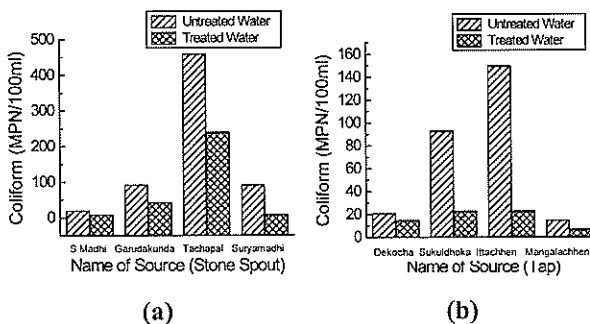 Untreated Water
Treated Water
Coliform (MPN/100ml)
500
400
300
200
100
0
S Madhi Garudakunda Tachapal Suryamadhi
Name of Source (Stone Spout)
(a)
Untreated Water
Treated Water
Coliform (MPN/100ml)
160
140
120
100
80
60
40
20
0
Dekocha Sukuldhoka Ittachhen Mangalachhen
Name of Source (Tap)
(b)